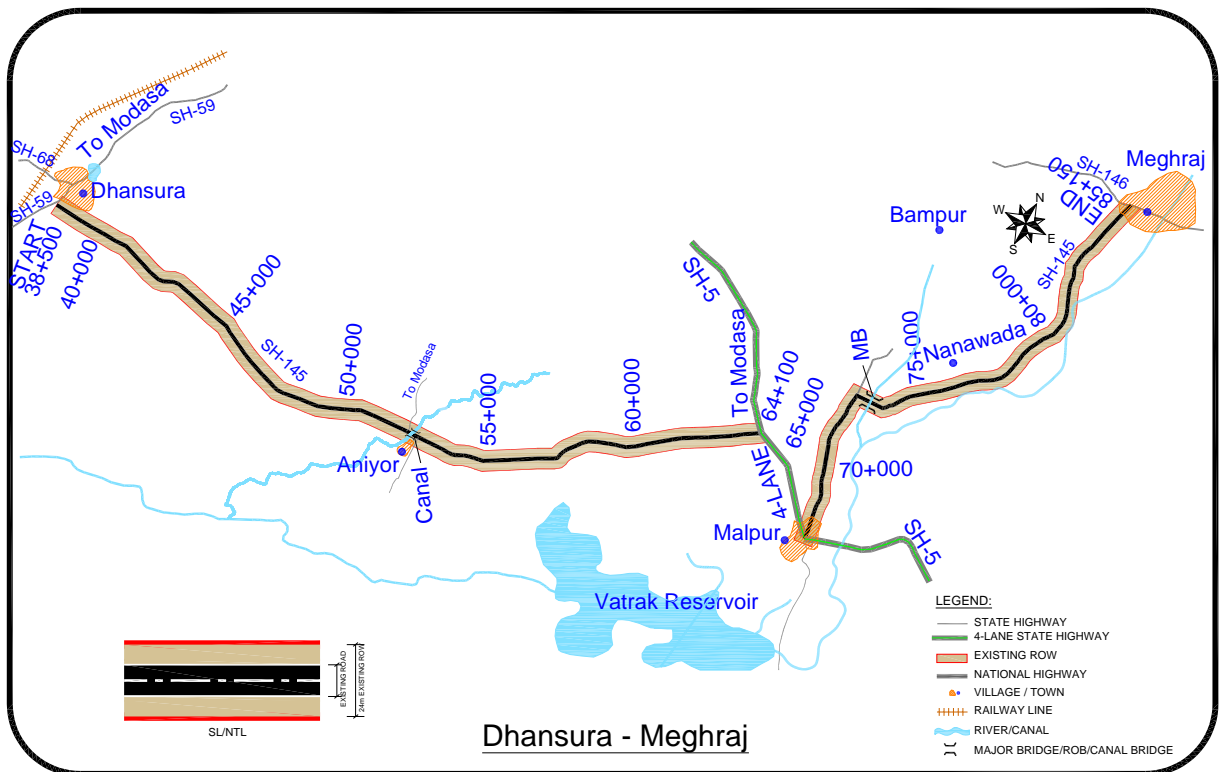 To Modasa
SH-59
SH-68
Dhansura
SH-59
START
38+500
40+000
45+000
SH-145
50+000
To Modasa
Aniyor
Canal
55+000
60+000
SH-5
To Modasa
64+100
65+000
4-LANE
Malpur
70+000
SH-5
Vatrak Reservoir
MB
75+000
Nanawada
Bampur
N
W
E
S
80+000
SH-145
END
85+150
SH-146
Meghraj
EXISTING ROAD
24m EXISTING ROW
SL/NTL
Dhansura - Meghraj
LEGEND:
STATE HIGHWAY
4-LANE STATE HIGHWAY
EXISTING ROW
NATIONAL HIGHWAY
VILLAGE / TOWN
RAILWAY LINE
RIVER/CANAL
MAJOR BRIDGE/ROB/CANAL BRIDGE